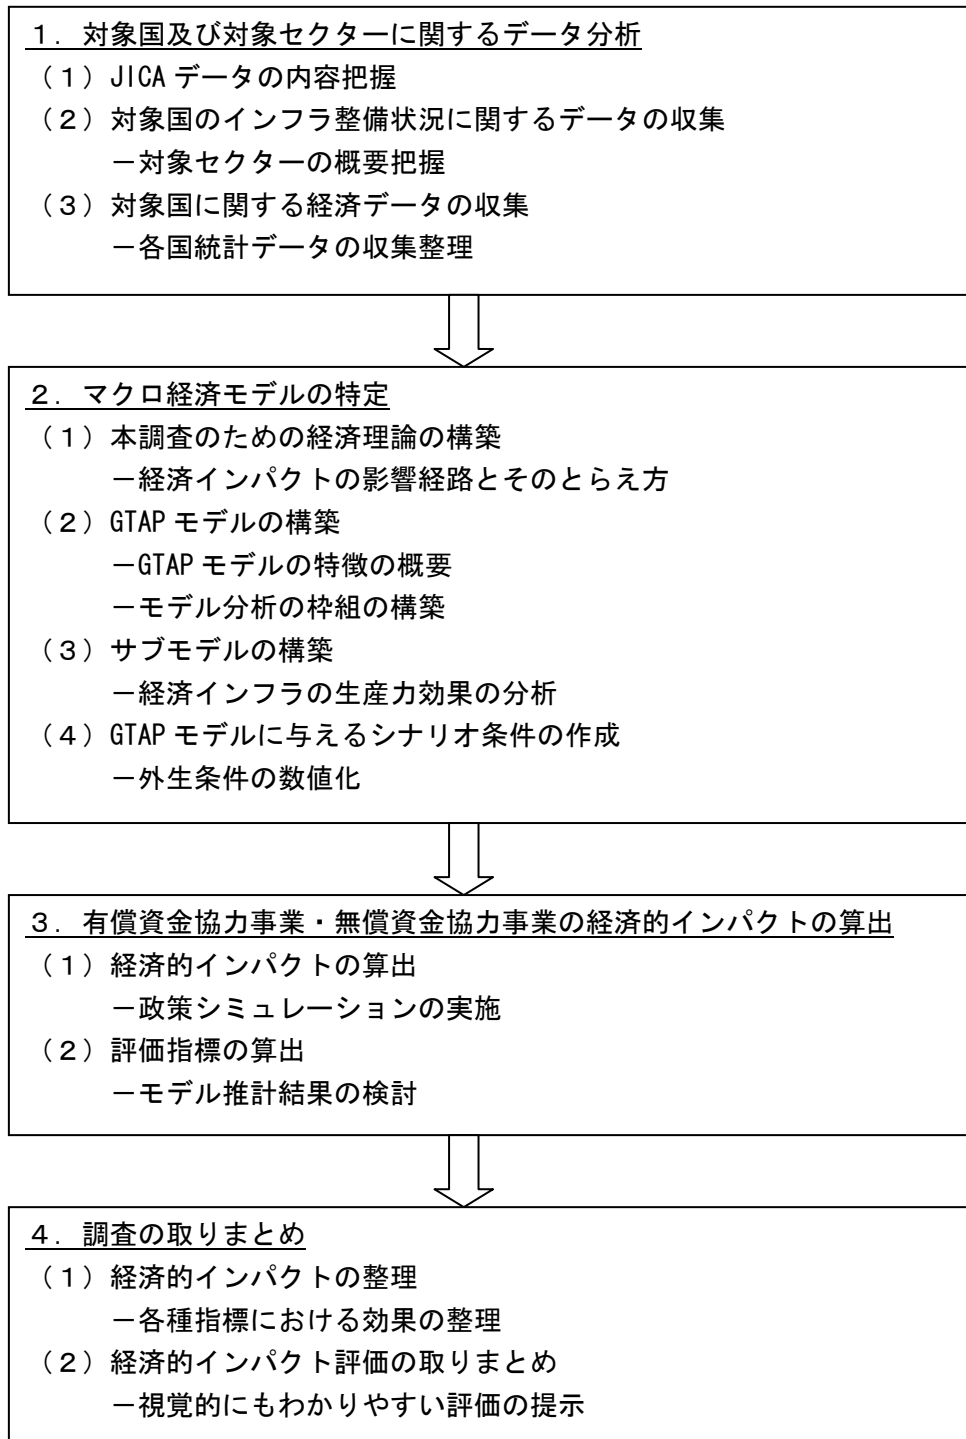 １．対象国及び対象セクターに関するデータ分析
（１）JICA データの内容把握
（２）対象国のインフラ整備状況に関するデータの収集
－対象セクターの概要把握
（３）対象国に関する経済データの収集
－各国統計データの収集整理
２．マクロ経済モデルの特定
（１）本調査のための経済理論の構築
－経済インパクトの影響経路とそのとらえ方
（２）GTAP モデルの構築
－GTAP モデルの特徴の概要
－モデル分析の枠組の構築
（３）サブモデルの構築
－経済インフラの生産力効果の分析
（４）GTAP モデルに与えるシナリオ条件の作成
－外生条件の数値化
３．有償資金協力事業・無償資金協力事業の経済的インパクトの算出
（１）経済的インパクトの算出
－政策シミュレーションの実施
（２）評価指標の算出
－モデル推計結果の検討
４．調査の取りまとめ
（１）経済的インパクトの整理
－各種指標における効果の整理
（２）経済的インパクト評価の取りまとめ
－視覚的にもわかりやすい評価の提示